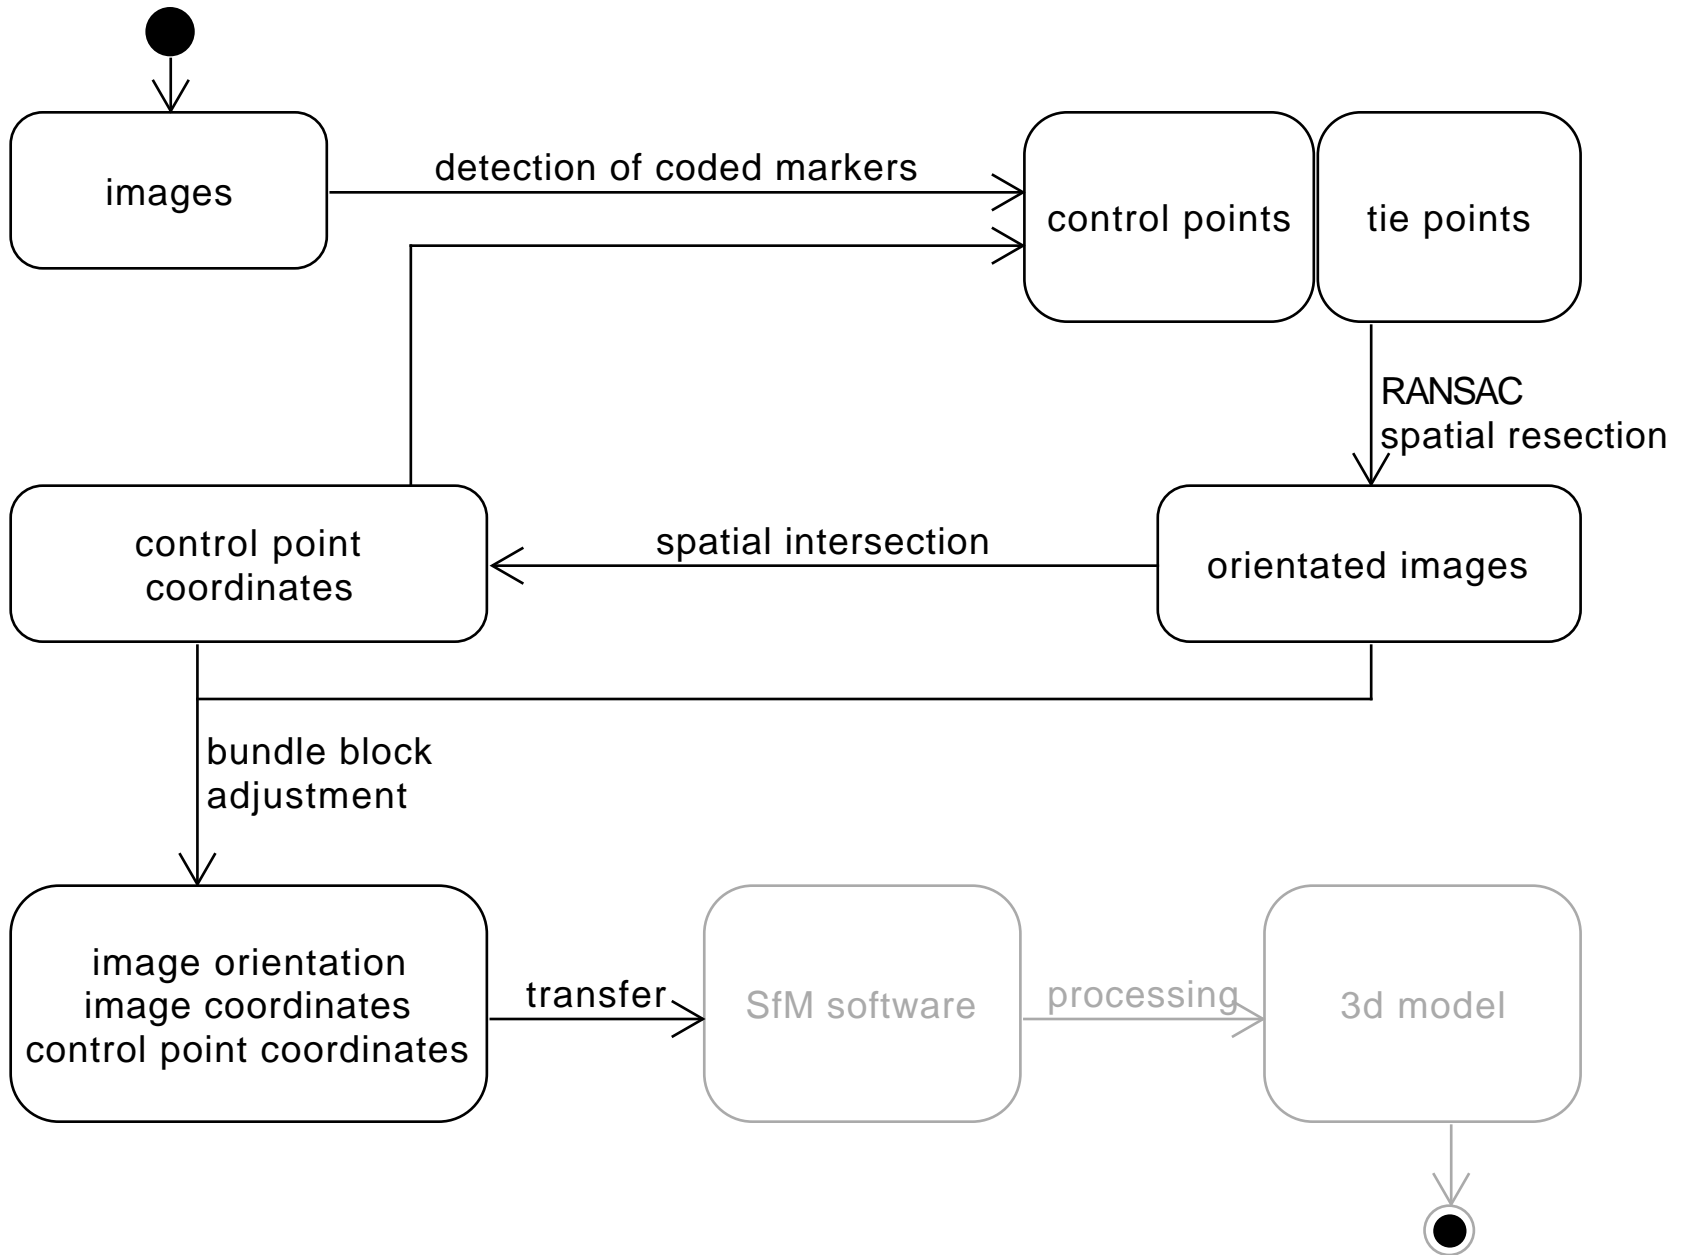 images
detection of coded markers
control points
tie points
RANSAC
spatial resection
control point
coordinates
spatial intersection
orientated images
bundle block
adjustment
image orientation
image coordinates
control point coordinates
transfer
SfM software
processing
3d model